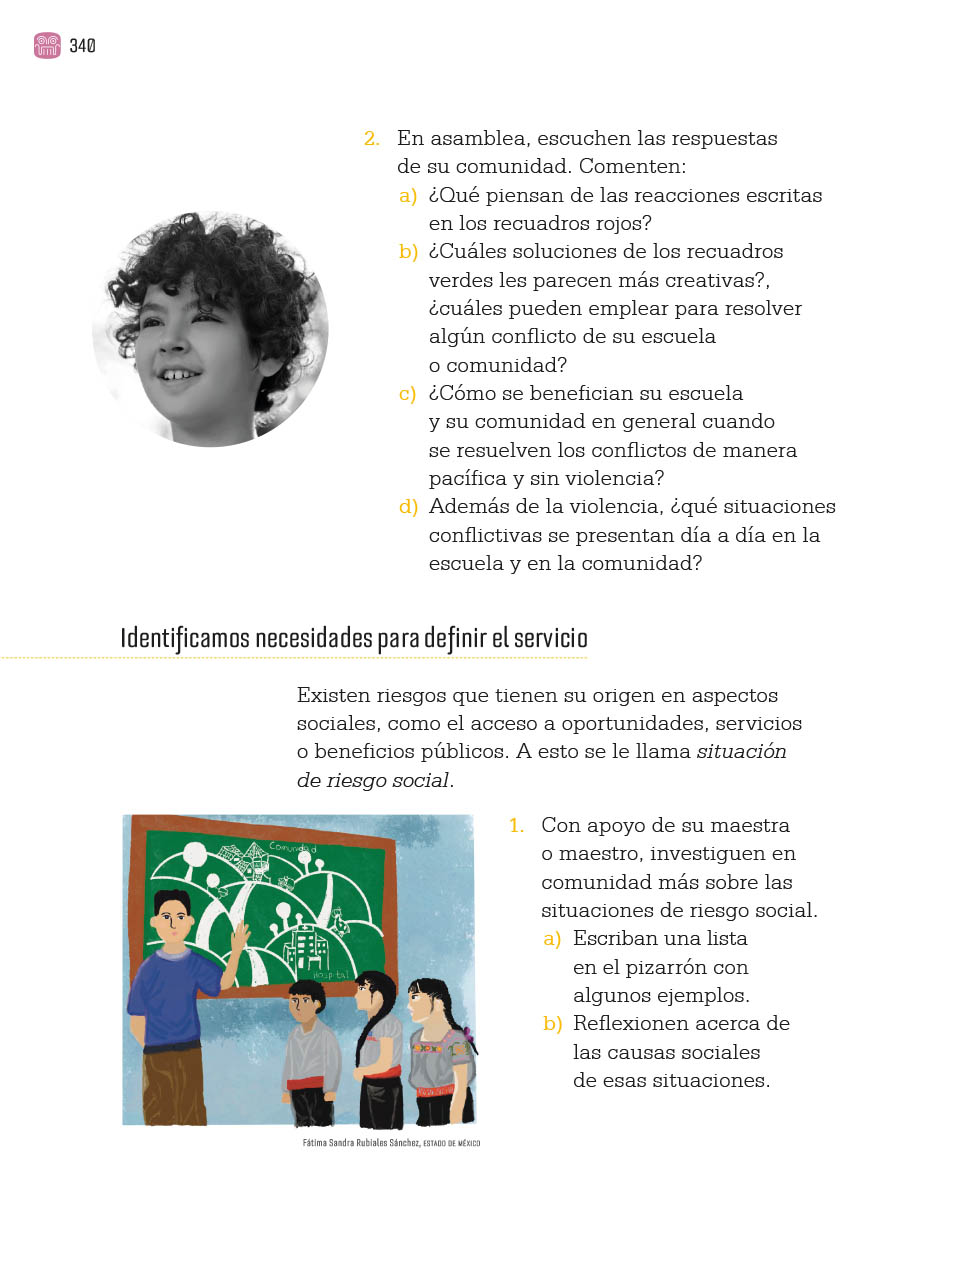 340
2. En asamblea, escuchen las respuestas
de su comunidad. Comenten:
a) ¿Qué piensan de las reacciones escritas
en los recuadros rojos?
b) ¿Cuáles soluciones de los recuadros
verdes les parecen más creativas?,
¿cuáles pueden emplear para resolver
algún conflicto de su escuela
o comunidad?
c) ¿Cómo se benefician su escuela
y su comunidad en general cuando
se resuelven los conflictos de manera
pacífica y sin violencia?
d) Además de la violencia, ¿qué situaciones
conflictivas se presentan día a día en la
escuela y en la comunidad?
Identificamos necesidades para definir el servicio
Existen riesgos que tienen su origen en aspectos
sociales, como el acceso a oportunidades, servicios
o beneficios públicos. A esto se le llama situación
de riesgo social.
Comunidad
Hospital
Fátima Sandra Rubiales Sánchez, ESTADO DE MÉXICO
1. Con apoyo de su maestra
o maestro, investiguen en
comunidad más sobre las
situaciones de riesgo social.
a) Escriban una lista
en el pizarrón con
algunos ejemplos.
b) Reflexionen acerca de
las causas sociales
de esas situaciones.